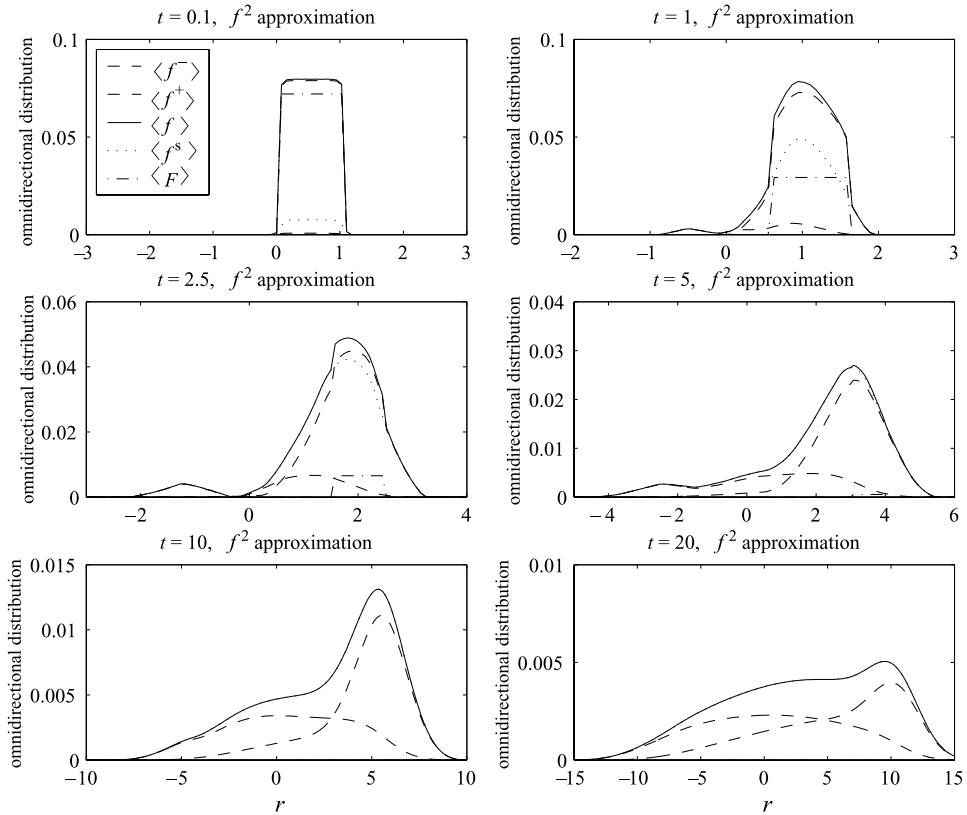 t = 0.1, f² approximation
omnidirectional distribution
0.1
0.05
0
−3 −2 −1 0 1 2 3
⟨f⁻⟩
⟨f⁺⟩
⟨f⟩
⟨fˢ⟩
⟨F⟩
t = 1, f² approximation
omnidirectional distribution
0.1
0.05
0
−2 −1 0 1 2 3
t = 2.5, f² approximation
omnidirectional distribution
0.06
0.04
0.02
0
−2 0 2 4
t = 5, f² approximation
omnidirectional distribution
0.04
0.03
0.02
0.01
0
−4 −2 0 2 4 6
t = 10, f² approximation
omnidirectional distribution
0.015
0.01
0.005
0
−10 −5 0 5 10
r
t = 20, f² approximation
omnidirectional distribution
0.01
0.005
0
−15 −10 −5 0 5 10 15
r